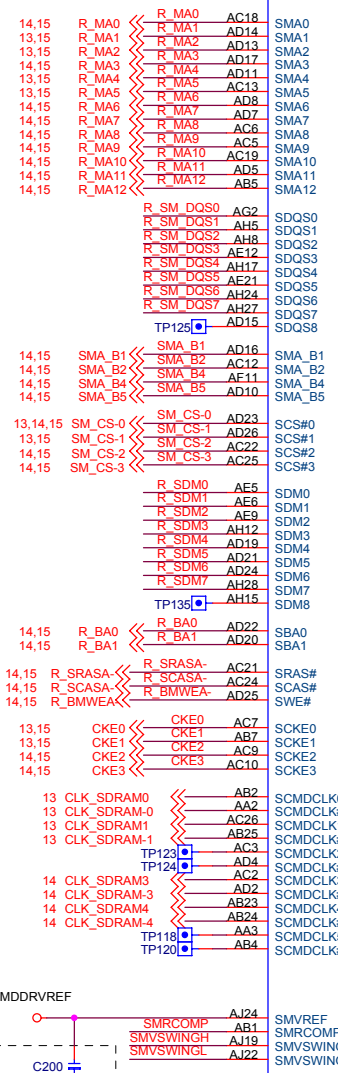 14,15 R_MA0 R_MA0 AC18 SMA0
13,15 R_MA1 R_MA1 AD14 SMA1
13,15 R_MA2 R_MA2 AD13 SMA2
14,15 R_MA3 R_MA3 AD17 SMA3
13,15 R_MA4 R_MA4 AD11 SMA4
13,15 R_MA5 R_MA5 AC13 SMA5
14,15 R_MA6 R_MA6 AD8 SMA6
14,15 R_MA7 R_MA7 AD7 SMA7
14,15 R_MA8 R_MA8 AC6 SMA8
14,15 R_MA9 R_MA9 AC5 SMA9
14,15 R_MA10 R_MA10 AC19 SMA10
14,15 R_MA11 R_MA11 AD5 SMA11
14,15 R_MA12 R_MA12 AB5 SMA12
R_SM_DQS0 AG2 SDQS0
R_SM_DQS1 AH5 SDQS1
R_SM_DQS2 AH8 SDQS2
R_SM_DQS3 AE12 SDQS3
R_SM_DQS4 AH17 SDQS4
R_SM_DQS5 AE21 SDQS5
R_SM_DQS6 AH24 SDQS6
R_SM_DQS7 AH27 SDQS7
TP125 AD15 SDQS8
14,15 SMA_B1 SMA_B1 AD16 SMA_B1
14,15 SMA_B2 SMA_B2 AC12 SMA_B2
14,15 SMA_B4 SMA_B4 AF11 SMA_B4
14,15 SMA_B5 SMA_B5 AD10 SMA_B5
13,14,15 SM_CS-0 SM_CS-0 AD23 SCS#0
13,15 SM_CS-1 SM_CS-1 AD26 SCS#1
14,15 SM_CS-2 SM_CS-2 AC22 SCS#2
14,15 SM_CS-3 SM_CS-3 AC25 SCS#3
R_SDM0 AE5 SDM0
R_SDM1 AE6 SDM1
R_SDM2 AE9 SDM2
R_SDM3 AH12 SDM3
R_SDM4 AD19 SDM4
R_SDM5 AD21 SDM5
R_SDM6 AD24 SDM6
R_SDM7 AH28 SDM7
TP135 AH15 SDM8
14,15 R_BA0 R_BA0 AD22 SBA0
14,15 R_BA1 R_BA1 AD20 SBA1
14,15 R_SRASA- R_SRASA- AC21 SRAS#
14,15 R_SCASA- R_SCASA- AC24 SCAS#
14,15 R_BMWEA- R_BMWEA- AD25 SWE#
13,15 CKE0 CKE0 AC7 SCKE0
13,15 CKE1 CKE1 AB7 SCKE1
14,15 CKE2 CKE2 AC9 SCKE2
14,15 CKE3 CKE3 AC10 SCKE3
13 CLK_SDRAM0 AB2 SCMDCLK
13 CLK_SDRAM-0 AA2 SCMDCLK
13 CLK_SDRAM1 AC26 SCMDCLK
13 CLK_SDRAM-1 AB25 SCMDCLK
TP123 AC3 SCMDCLK
TP124 AD4 SCMDCLK
14 CLK_SDRAM3 AC2 SCMDCLK
14 CLK_SDRAM-3 AD2 SCMDCLK
14 CLK_SDRAM4 AB23 SCMDCLK
14 CLK_SDRAM-4 AB24 SCMDCLK
TP118 AA3 SCMDCLK
TP120 AB4 SCMDCLK
MDDRVREF
AJ24 SMVREF
SMRCOMP AB1 SMRCOMP
SMVSWINGH AJ19 SMVSWING
SMVSWINGL AJ22 SMVSWING
C200